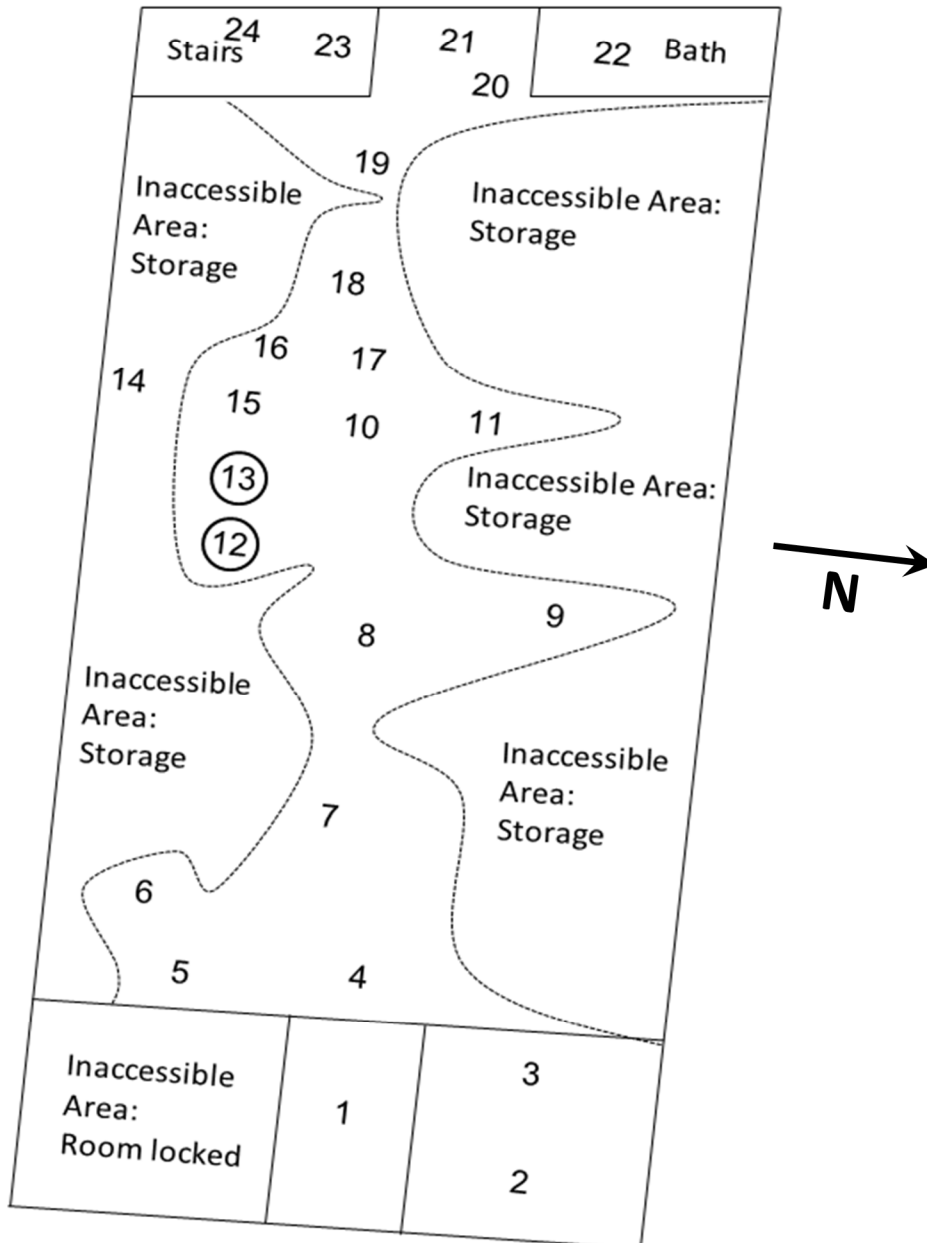 24
Stairs
23
21
22
Bath
20
19
Inaccessible
Area:
Storage
Inaccessible Area:
Storage
18
16
17
14
15
10
11
13
Inaccessible Area:
Storage
12
N
9
8
Inaccessible
Area:
Storage
Inaccessible
Area:
Storage
7
6
5
4
Inaccessible
Area:
Room locked
3
1
2